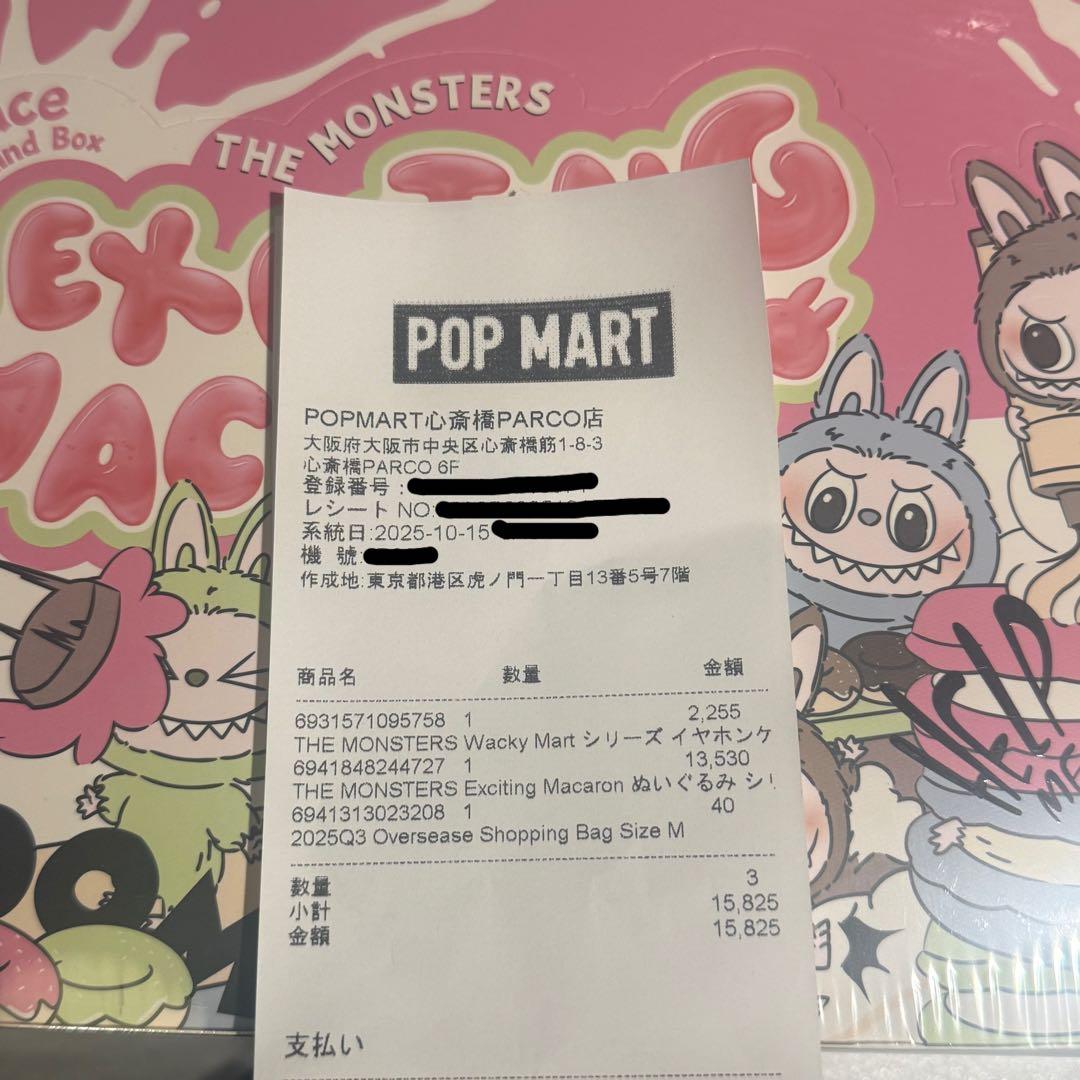 THE MONSTERS
POP MART
POPMART心斎橋PARCO店
大阪府大阪市中央区心斎橋筋1-8-3
心斎橋PARCO 6F
登録番号:
レシートNO:
系統日:2025-10-15
機 號:
作成地:東京都港区虎ノ門一丁目13番5号7階
商品名 数量 金額
6931571095758 1 2,255
THE MONSTERS Wacky Mart シリーズ イヤホンケ
6941848244727 1 13,530
THE MONSTERS Exciting Macaron ぬいぐるみ シ
6941313023208 1 40
2025Q3 Oversease Shopping Bag Size M
数量 3
小計 15,825
金額 15,825
支払い